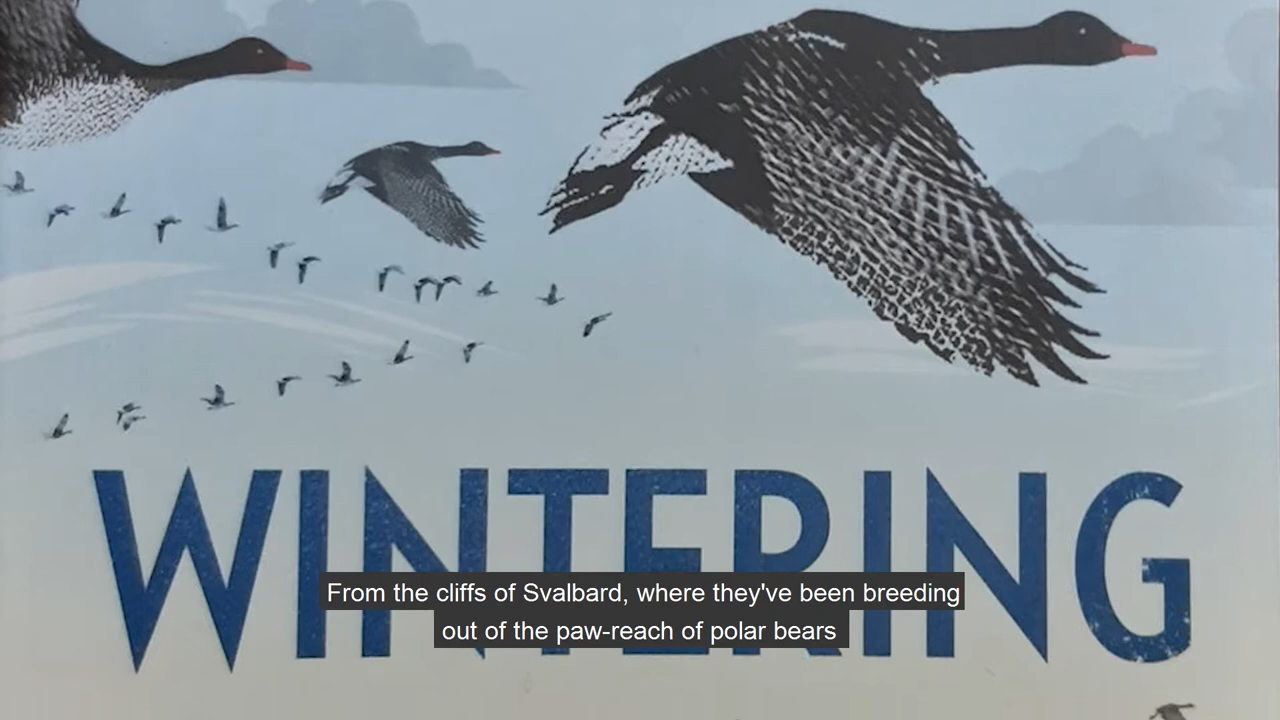 WINTERING
From the cliffs of Svalbard, where they've been breeding
out of the paw-reach of polar bears